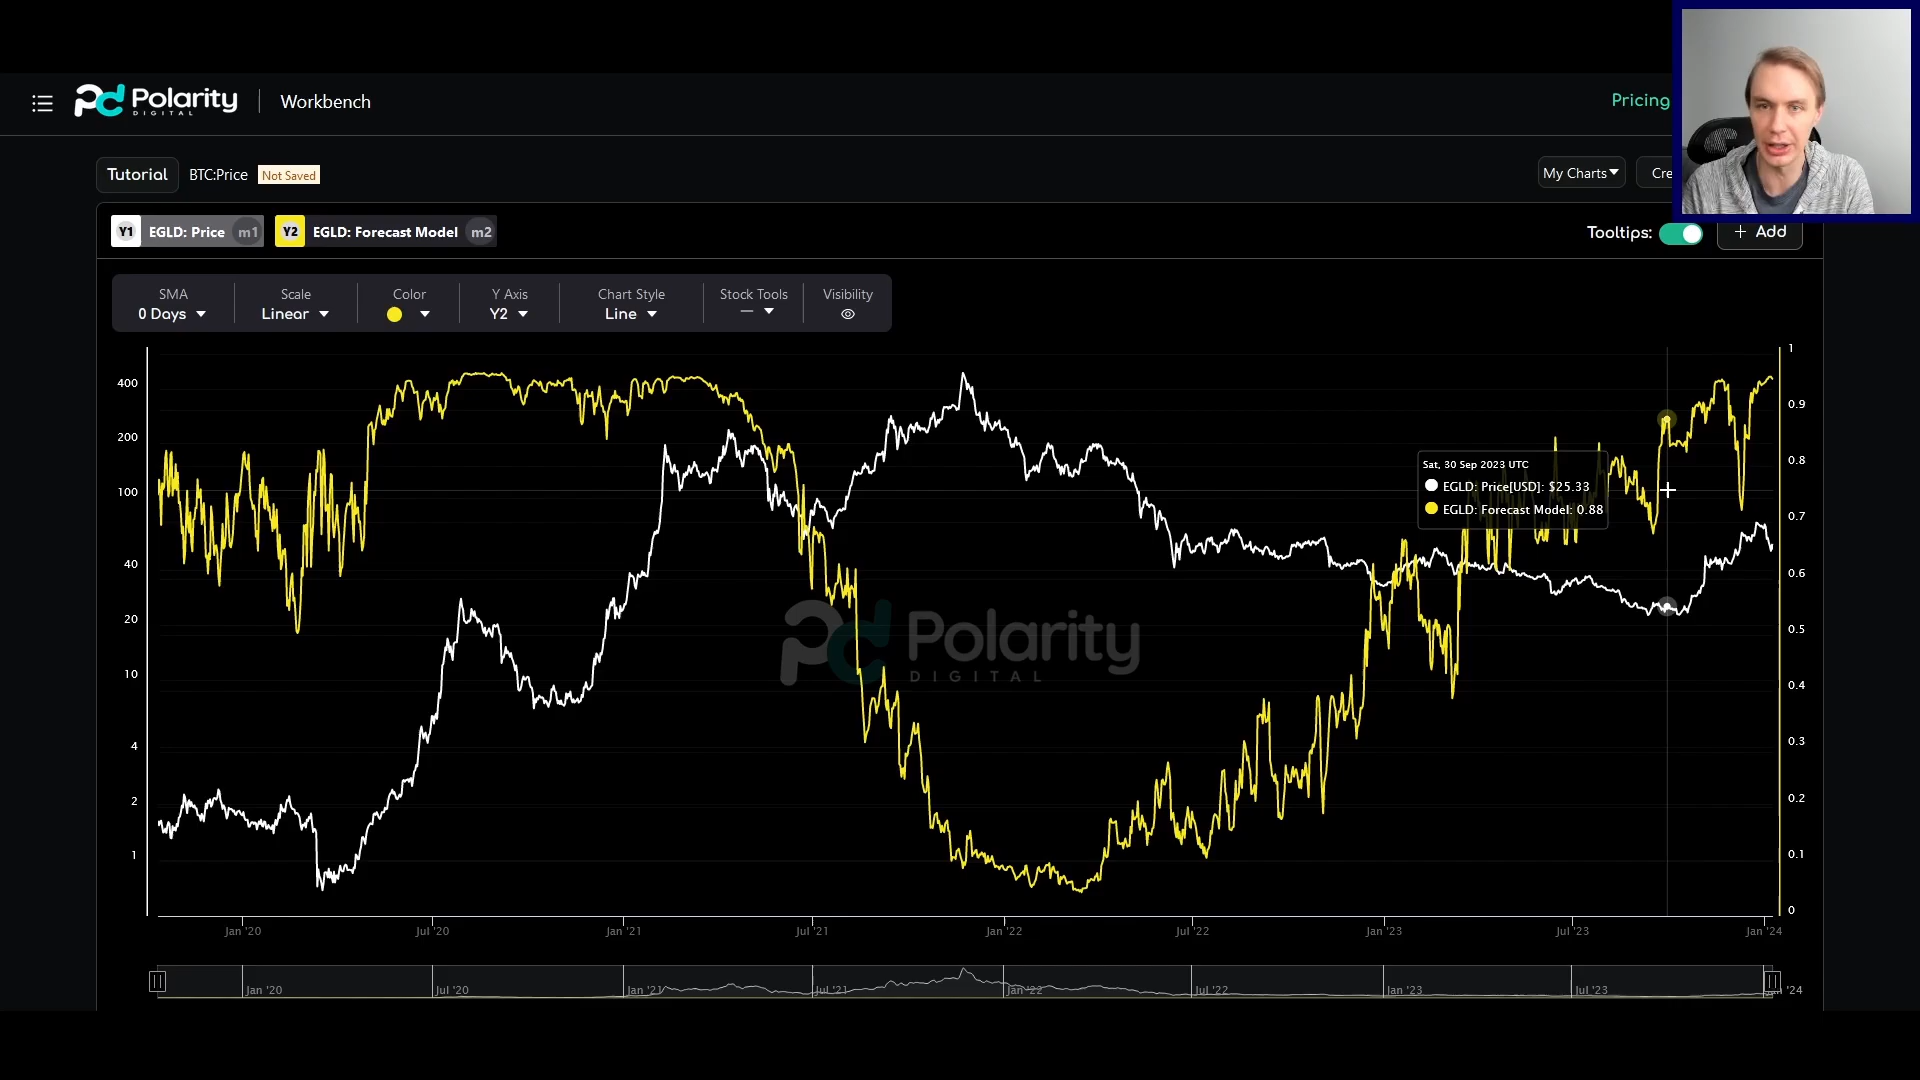 Polarity
DIGITAL
Workbench
Pricing
Tutorial
BTC:Price
Not Saved
My Charts
Cre
Y1 EGLD: Price m1
Y2 EGLD: Forecast Model m2
Tooltips:
+ Add
SMA
0 Days
Scale
Linear
Color
Y Axis
Y2
Chart Style
Line
Stock Tools
Visibility
400
200
100
40
20
10
4
2
1
1
0.9
0.8
0.7
0.6
0.5
0.4
0.3
0.2
0.1
0
Sat, 30 Sep 2023 UTC
EGLD: Price[USD]: $25.33
EGLD: Forecast Model: 0.88
Polarity
DIGITAL
Jan '20
Jul '20
Jan '21
Jul '21
Jan '22
Jul '22
Jan '23
Jul '23
Jan '24
Jan '20
Jul '20
Jan '21
Jul '21
Jan '22
Jul '22
Jan '23
Jul '23
'24